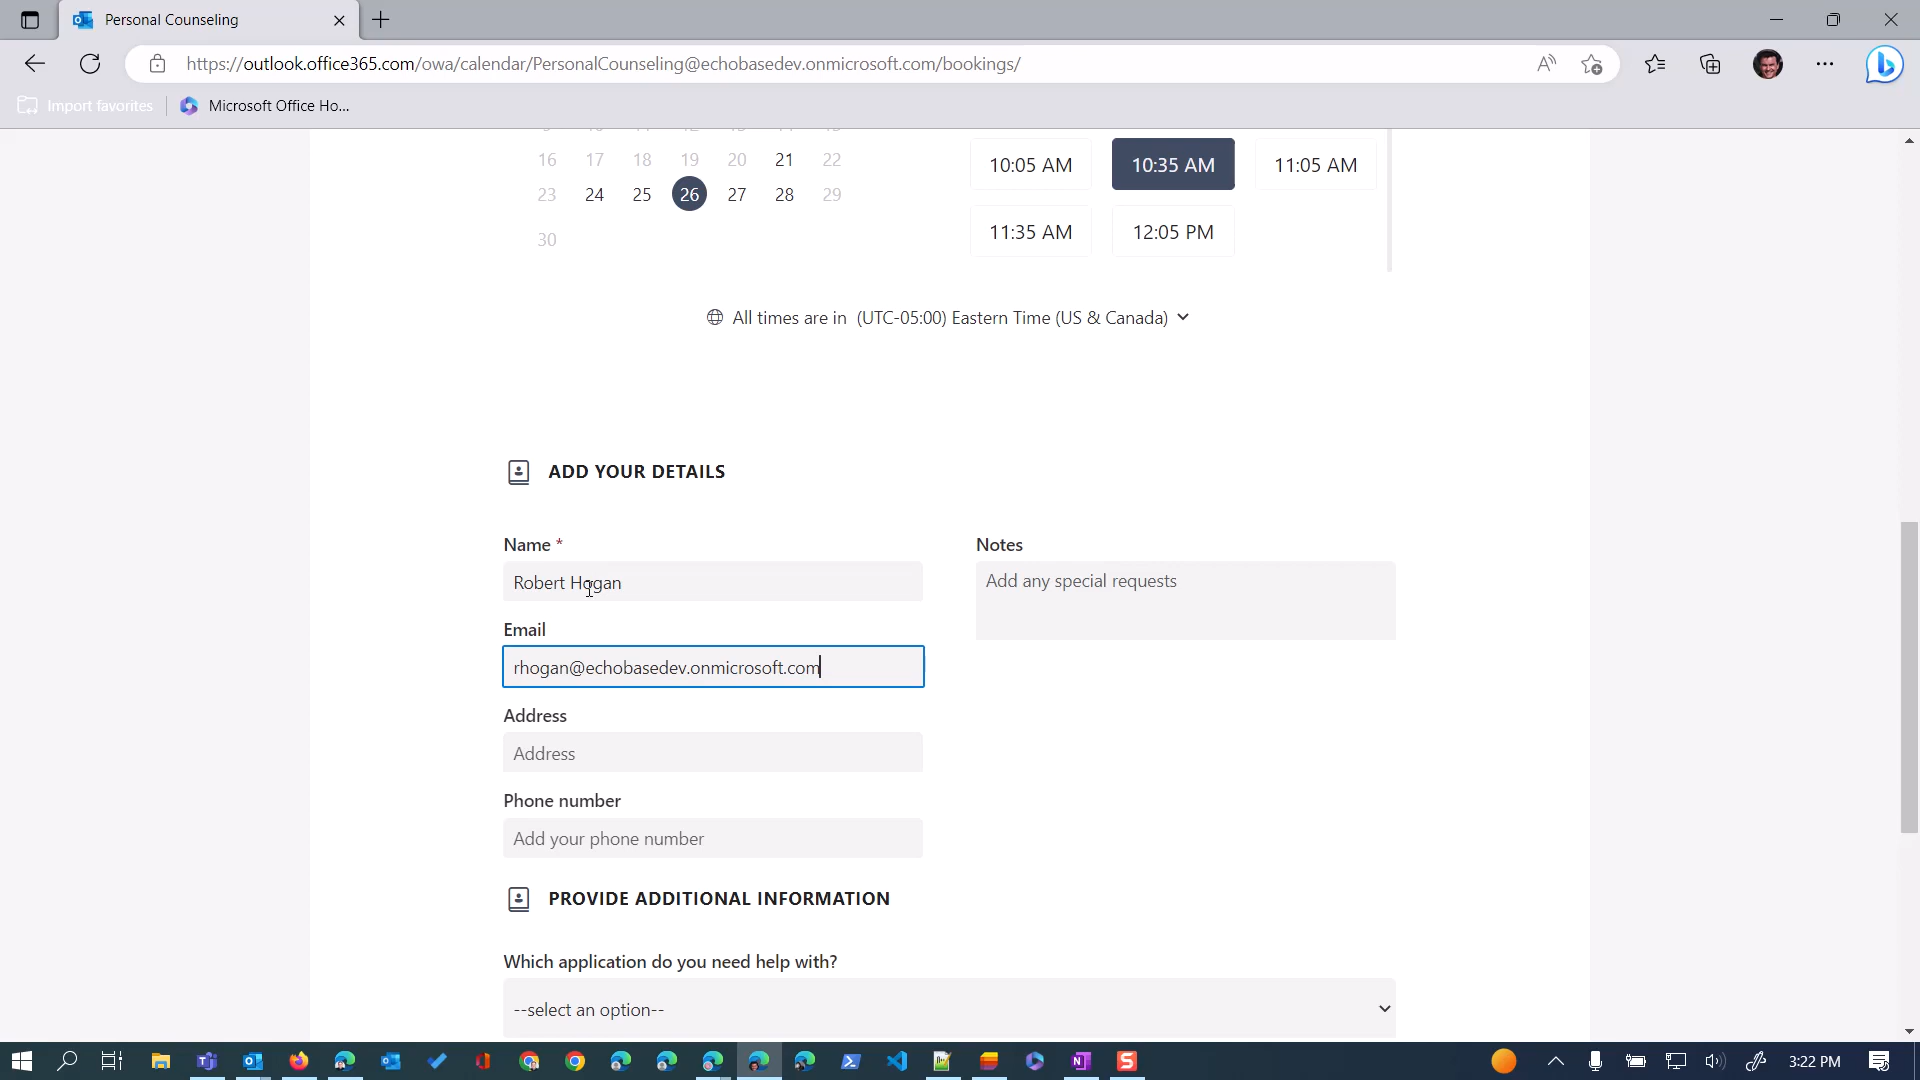 Personal Counseling
https://outlook.office365.com/owa/calendar/PersonalCounseling@echobasedev.onmicrosoft.com/bookings/
Import favorites
Microsoft Office Ho...
16 17 18 19 20 21 22
23 24 25 26 27 28 29
30
10:05 AM 10:35 AM 11:05 AM
11:35 AM 12:05 PM
All times are in (UTC-05:00) Eastern Time (US & Canada)
ADD YOUR DETAILS
Name *
Robert Hogan
Email
rhogan@echobasedev.onmicrosoft.com
Address
Address
Phone number
Add your phone number
Notes
Add any special requests
PROVIDE ADDITIONAL INFORMATION
Which application do you need help with?
--select an option--
3:22 PM